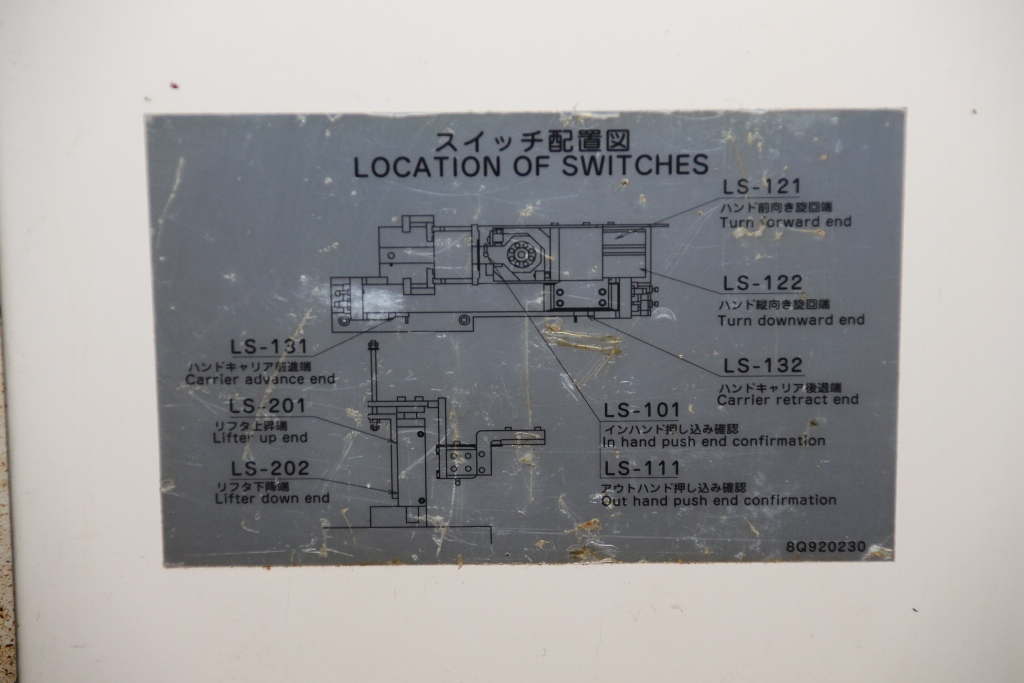 スイッチ配置図
LOCATION OF SWITCHES
LS-121
ハンド前向き旋回端
Turn forward end
LS-122
ハンド縦向き旋回端
Turn downward end
LS-131
ハンドキャリア前進端
Carrier advance end
LS-132
ハンドキャリア後退端
Carrier retract end
LS-201
リフタ上昇端
Lifter up end
LS-101
インハンド押し込み確認
In hand push end confirmation
LS-202
リフタ下降端
Lifter down end
LS-111
アウトハンド押し込み確認
Out hand push end confirmation
8Q920230